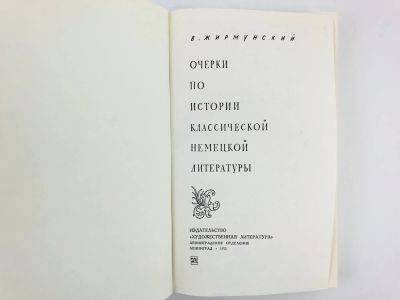 В. ЖИРМУНСКИЙ
ОЧЕРКИ
ПО
ИСТОРИИ
КЛАССИЧЕСКОЙ
НЕМЕЦКОЙ
ЛИТЕРАТУРЫ
ИЗДАТЕЛЬСТВО
«ХУДОЖЕСТВЕННАЯ ЛИТЕРАТУРА»
ЛЕНИНГРАДСКОЕ ОТДЕЛЕНИЕ
ЛЕНИНГРАД •